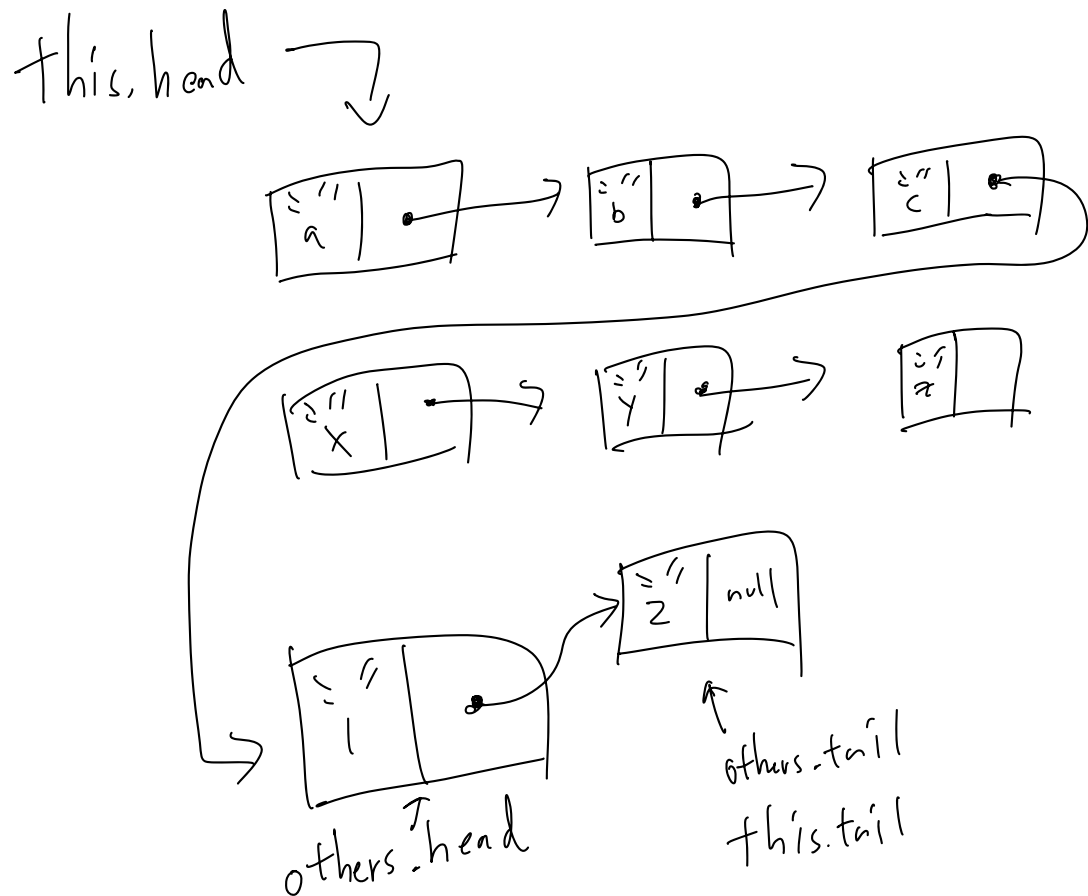 this.head
"a"
"b"
"c"
"x"
"y"
"z"
"1"
"2" null
others.head
others.tail
this.tail